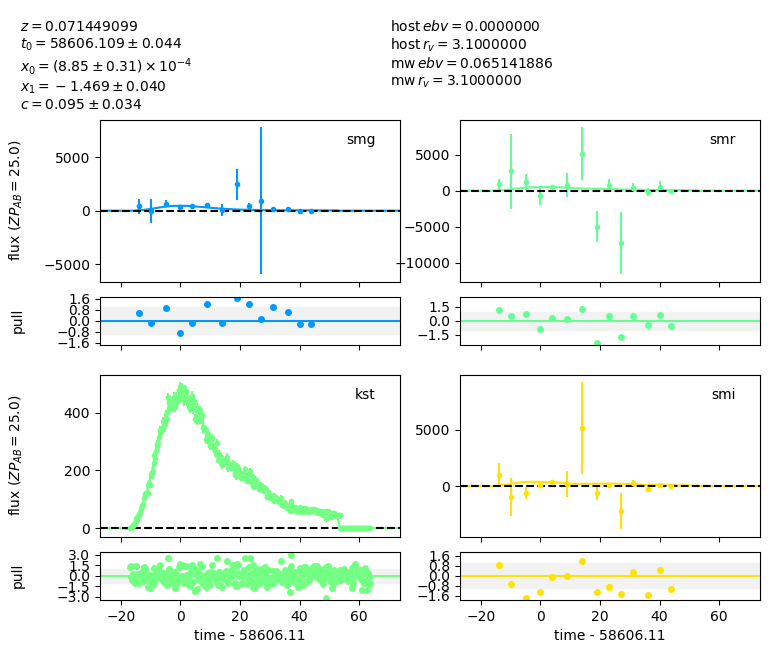 z = 0.071449099
t₀ = 58606.109 ± 0.044
x₀ = (8.85 ± 0.31) × 10⁻⁴
x₁ = −1.469 ± 0.040
c = 0.095 ± 0.034
host ebv = 0.0000000
host r_v = 3.1000000
mw ebv = 0.065141886
mw r_v = 3.1000000
smg
5000
0
−5000
flux (ZP_AB = 25.0)
smr
5000
0
−5000
−10000
1.6
0.8
0.0
−0.8
−1.6
pull
1.5
0.0
−1.5
kst
400
200
0
flux (ZP_AB = 25.0)
smi
5000
0
3.0
1.5
0.0
−1.5
−3.0
pull
−20 0 20 40 60
time - 58606.11
1.6
0.8
0.0
−0.8
−1.6
−20 0 20 40 60
time - 58606.11